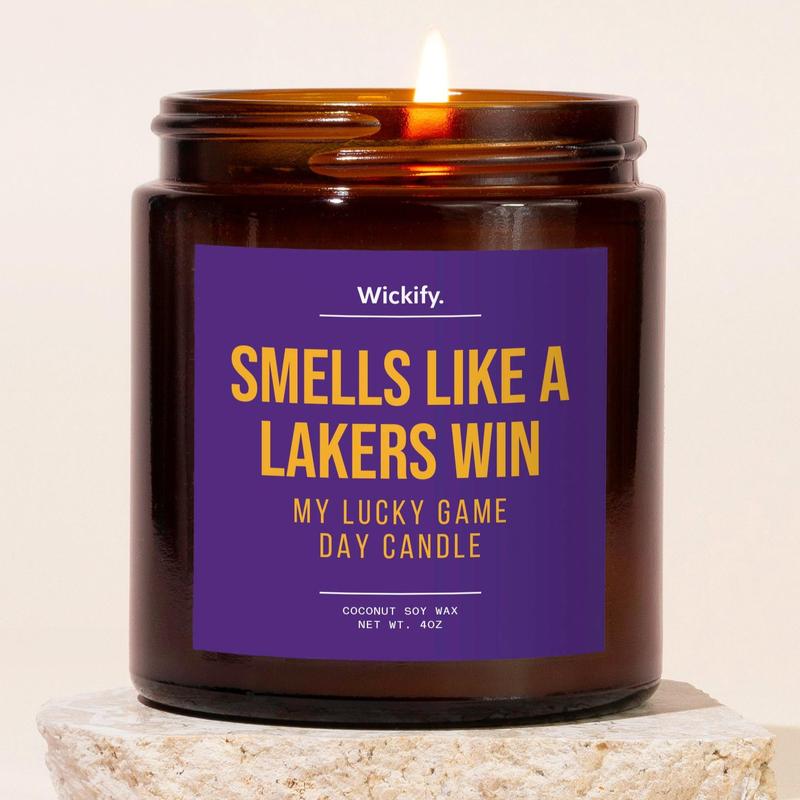 Wickify.
SMELLS LIKE A
LAKERS WIN
MY LUCKY GAME
DAY CANDLE
COCONUT SOY WAX
NET WT. 4OZ